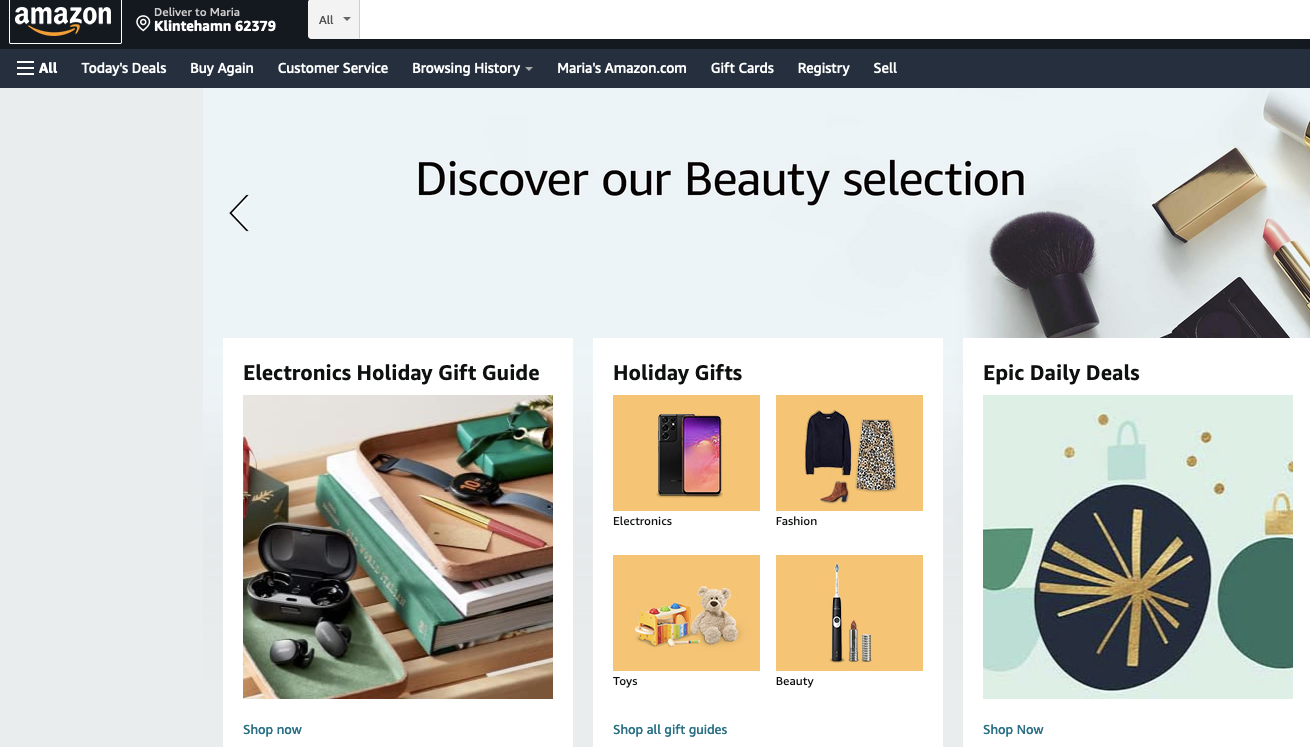 amazon
Deliver to Maria
Klintehamn 62379
All
All
Today's Deals
Buy Again
Customer Service
Browsing History
Maria's Amazon.com
Gift Cards
Registry
Sell
Discover our Beauty selection
Electronics Holiday Gift Guide
Shop now
Holiday Gifts
Electronics
Fashion
Toys
Beauty
Shop all gift guides
Epic Daily Deals
Shop Now